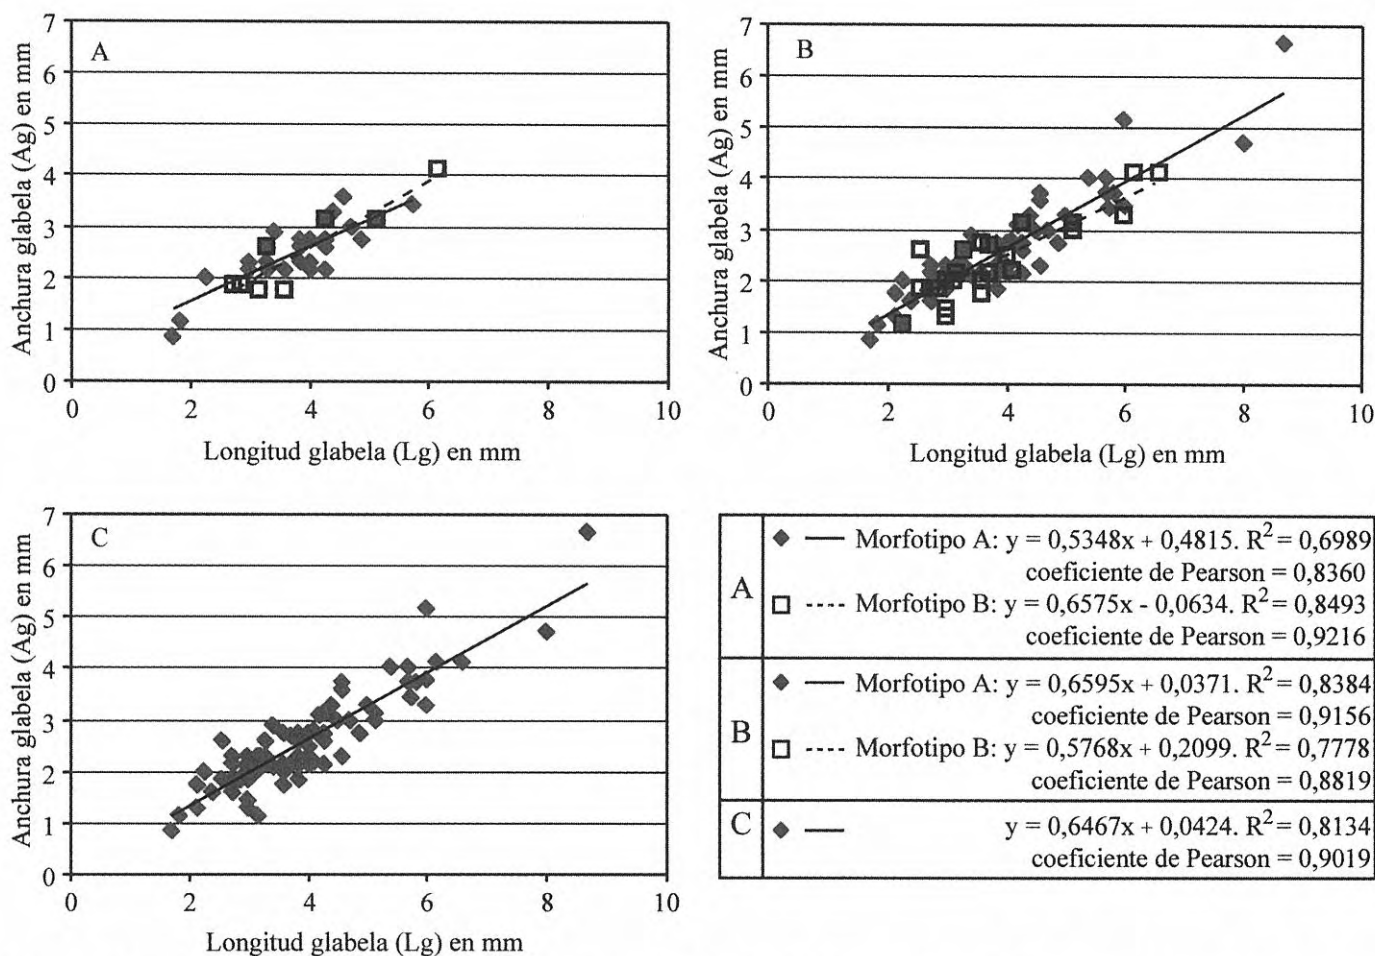 A
7
6
5
4
3
2
1
0
0 2 4 6 8 10
Anchura glabela (Ag) en mm
Longitud glabela (Lg) en mm
B
7
6
5
4
3
2
1
0
0 2 4 6 8 10
Anchura glabela (Ag) en mm
Longitud glabela (Lg) en mm
C
7
6
5
4
3
2
1
0
0 2 4 6 8 10
Anchura glabela (Ag) en mm
Longitud glabela (Lg) en mm
A
Morfotipo A: y = 0,5348x + 0,4815. R² = 0,6989
coeficiente de Pearson = 0,8360
Morfotipo B: y = 0,6575x - 0,0634. R² = 0,8493
coeficiente de Pearson = 0,9216
B
Morfotipo A: y = 0,6595x + 0,0371. R² = 0,8384
coeficiente de Pearson = 0,9156
Morfotipo B: y = 0,5768x + 0,2099. R² = 0,7778
coeficiente de Pearson = 0,8819
C
y = 0,6467x + 0,0424. R² = 0,8134
coeficiente de Pearson = 0,9019